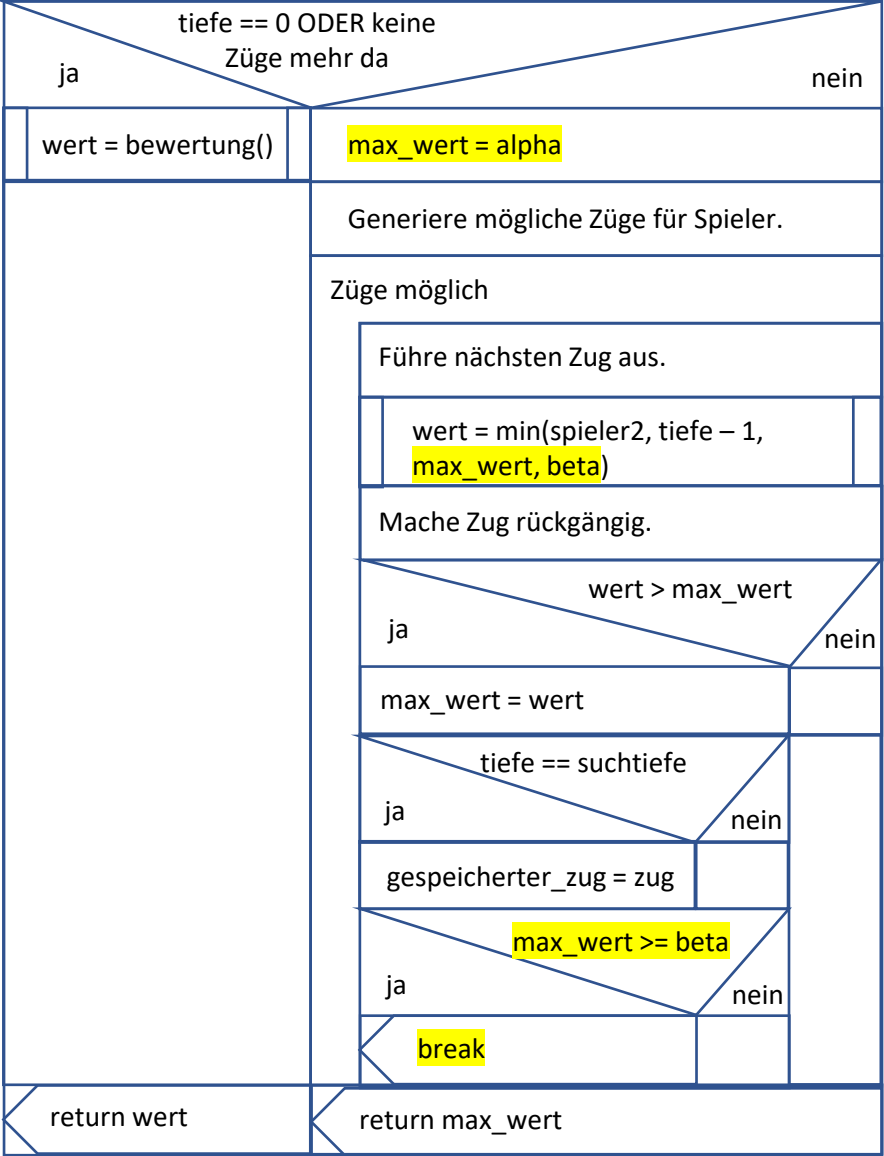 tiefe == 0 ODER keine
Züge mehr da
ja
nein
wert = bewertung()
max_wert = alpha
Generiere mögliche Züge für Spieler.
Züge möglich
Führe nächsten Zug aus.
wert = min(spieler2, tiefe – 1,
max_wert, beta)
Mache Zug rückgängig.
wert > max_wert
ja
nein
max_wert = wert
tiefe == suchtiefe
ja
nein
gespeicherter_zug = zug
max_wert >= beta
ja
nein
break
return wert
return max_wert